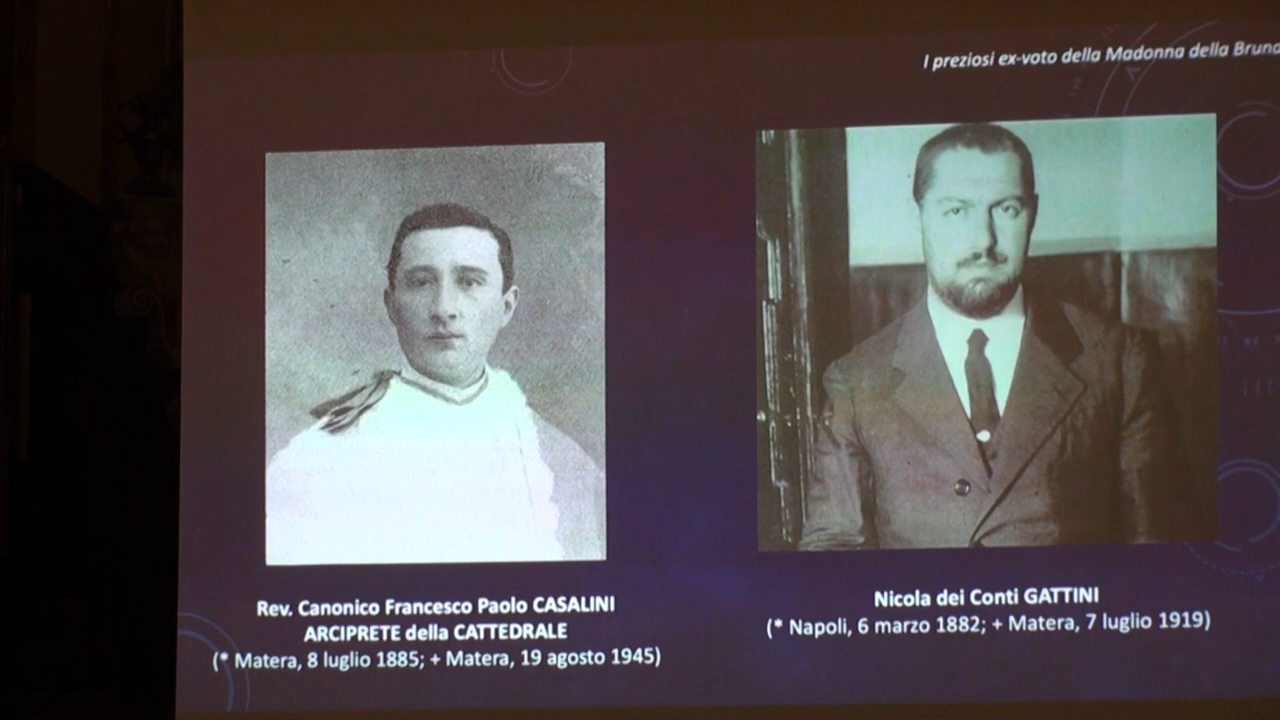 I preziosi ex-voto della Madonna della Bruna
Rev. Canonico Francesco Paolo CASALINI
ARCIPRETE della CATTEDRALE
(* Matera, 8 luglio 1885; + Matera, 19 agosto 1945)
Nicola dei Conti GATTINI
(* Napoli, 6 marzo 1882; + Matera, 7 luglio 1919)